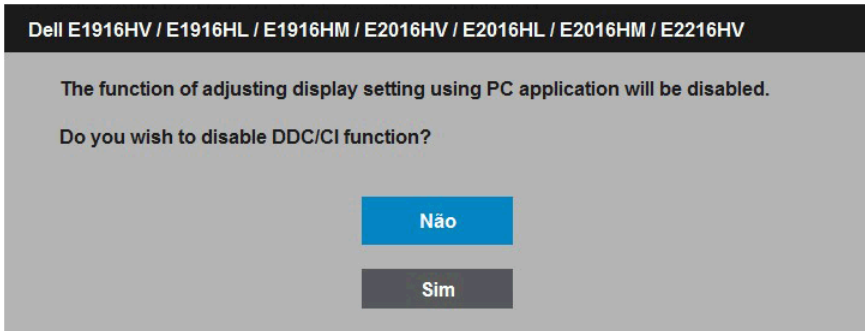 Dell E1916HV / E1916HL / E1916HM / E2016HV / E2016HL / E2016HM / E2216HV
The function of adjusting display setting using PC application will be disabled.
Do you wish to disable DDC/CI function?
Não
Sim